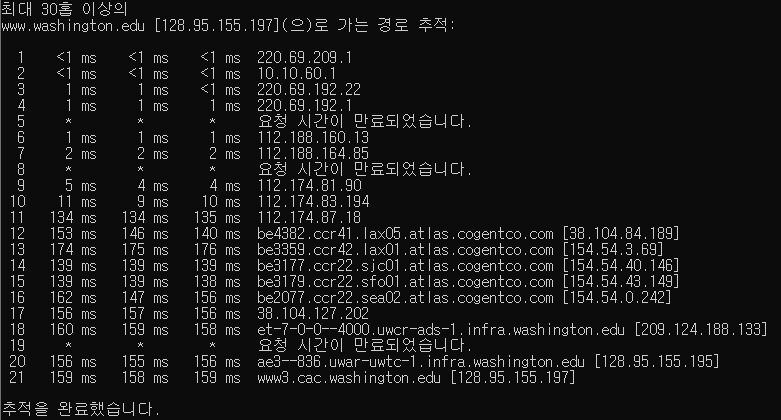 최대 30홉 이상의
www.washington.edu [128.95.155.197](으)로 가는 경로 추적:
1 <1 ms <1 ms <1 ms 220.69.209.1
2 <1 ms <1 ms <1 ms 10.10.60.1
3 1 ms 1 ms <1 ms 220.69.192.22
4 1 ms 1 ms 1 ms 220.69.192.1
5 * * * 요청 시간이 만료되었습니다.
6 1 ms 1 ms 1 ms 112.188.160.13
7 2 ms 2 ms 2 ms 112.188.164.85
8 * * * 요청 시간이 만료되었습니다.
9 5 ms 4 ms 4 ms 112.174.81.90
10 11 ms 9 ms 10 ms 112.174.83.194
11 134 ms 134 ms 135 ms 112.174.87.18
12 153 ms 146 ms 140 ms be4382.ccr41.lax05.atlas.cogentco.com [38.104.84.189]
13 174 ms 175 ms 176 ms be3359.ccr42.lax01.atlas.cogentco.com [154.54.3.69]
14 139 ms 139 ms 139 ms be3177.ccr22.sjc01.atlas.cogentco.com [154.54.40.146]
15 139 ms 139 ms 138 ms be3179.ccr22.sfo01.atlas.cogentco.com [154.54.43.149]
16 162 ms 147 ms 156 ms be2077.ccr22.sea02.atlas.cogentco.com [154.54.0.242]
17 156 ms 157 ms 156 ms 38.104.127.202
18 160 ms 159 ms 158 ms et-7-0-0--4000.uwcr-ads-1.infra.washington.edu [209.124.188.133]
19 * * * 요청 시간이 만료되었습니다.
20 156 ms 155 ms 156 ms ae3--836.uwar-uwtc-1.infra.washington.edu [128.95.155.195]
21 159 ms 158 ms 159 ms www3.cac.washington.edu [128.95.155.197]
추적을 완료했습니다.